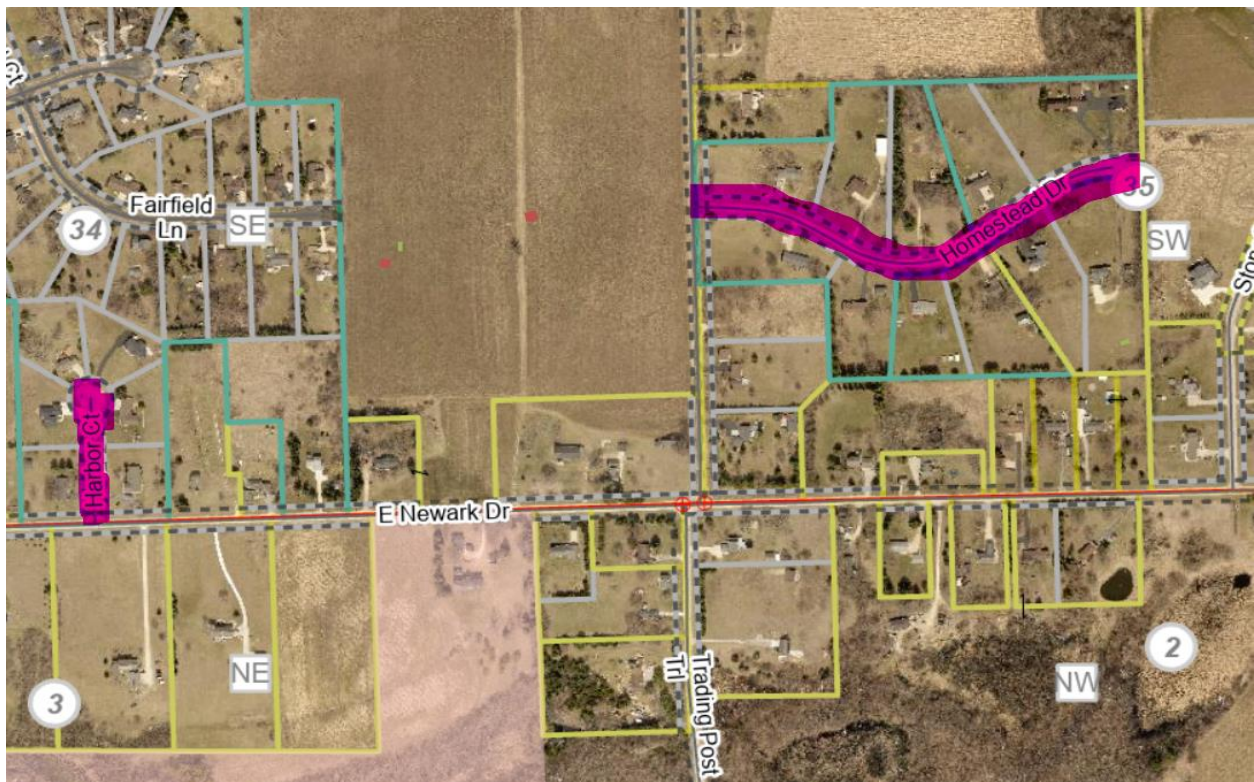 Ct
Fairfield
Ln
34
SE
Homestead Dr
35
SW
Harbor Ct
E Newark Dr
NE
3
Trl
Trading Post
NW
2